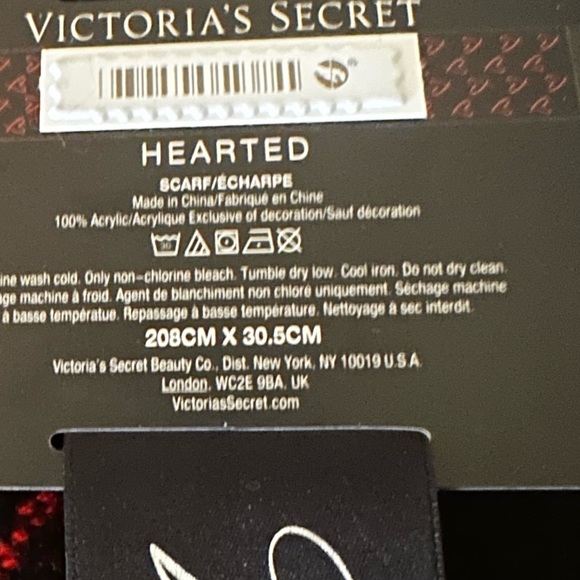 VICTORIA'S SECRET
HEARTED
SCARF/ÉCHARPE
Made in China/Fabriqué en Chine
100% Acrylic/Acrylique Exclusive of decoration/Sauf décoration
30
ine wash cold. Only non-chlorine bleach. Tumble dry low. Cool iron. Do not dry clean.
ge machine à froid. Agent de blanchiment non chloré uniquement. Séchage machine
à basse températue. Repassage à basse température. Nettoyage à sec interdit.
208CM X 30.5CM
Victoria's Secret Beauty Co., Dist. New York, NY 10019 U.S.A.
London, WC2E 9BA, UK
VictoriasSecret.com